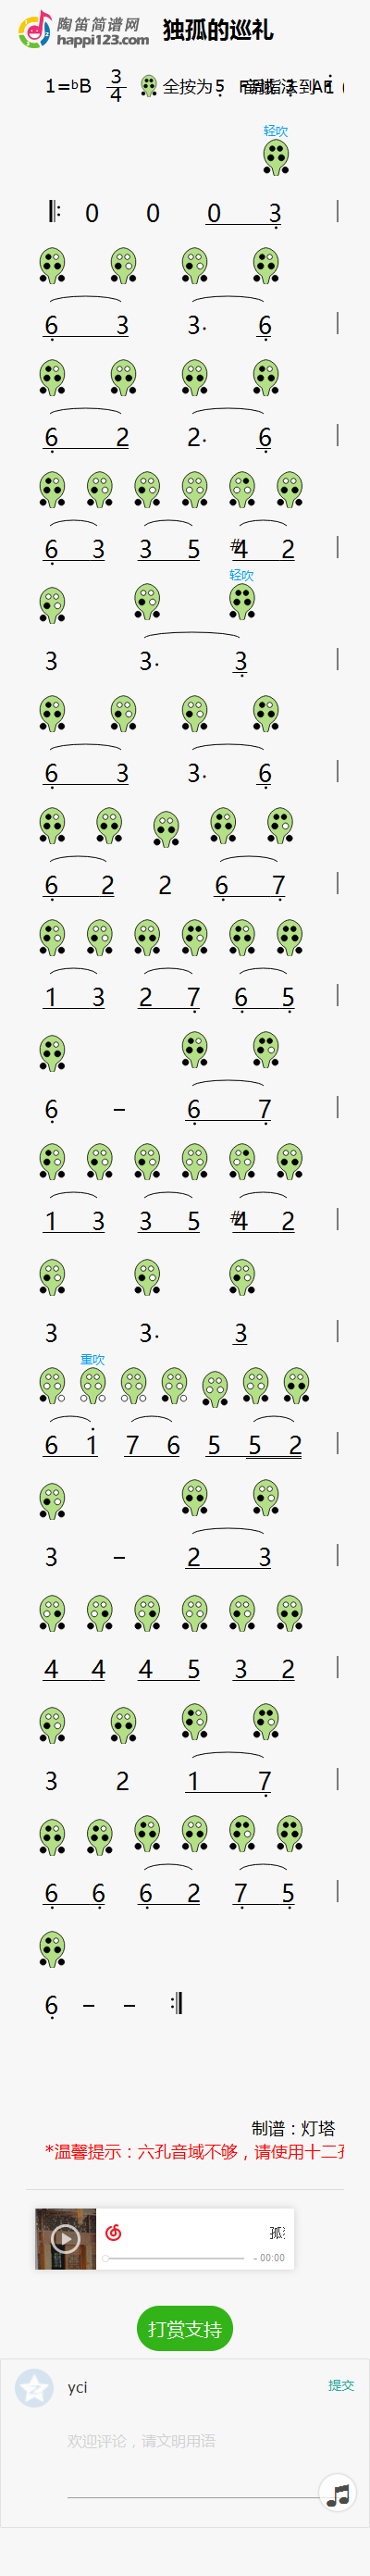 陶笛简谱网
happi123.com
独孤的巡礼
1=♭B 3/4 全按为5̣
轻吹
𝄆 0 0 0 3̣ |
6̣ 3 3· 6̣ |
6̣ 2 2· 6̣ |
6̣ 3 3 5 #4 2 |
轻吹
3 3· 3̣ |
6̣ 3 3· 6̣ |
6̣ 2 2 6̣ 7̣ |
1 3 2 7̣ 6̣ 5̣ |
6̣ – 6̣ 7̣ |
1 3 3 5 #4 2 |
3 3· 3 |
重吹
6 1̇ 7 6 5 5 2 |
3 – 2 3 |
4 4 4 5 3 2 |
3 2 1 7̣ |
6̣ 6̣ 6̣ 2 7̣ 5̣ |
6̣ – – 𝄇
制谱：灯塔
*温馨提示：六孔音域不够，请使用十二孔
- 00:00
打赏支持
yci
提交
欢迎评论，请文明用语